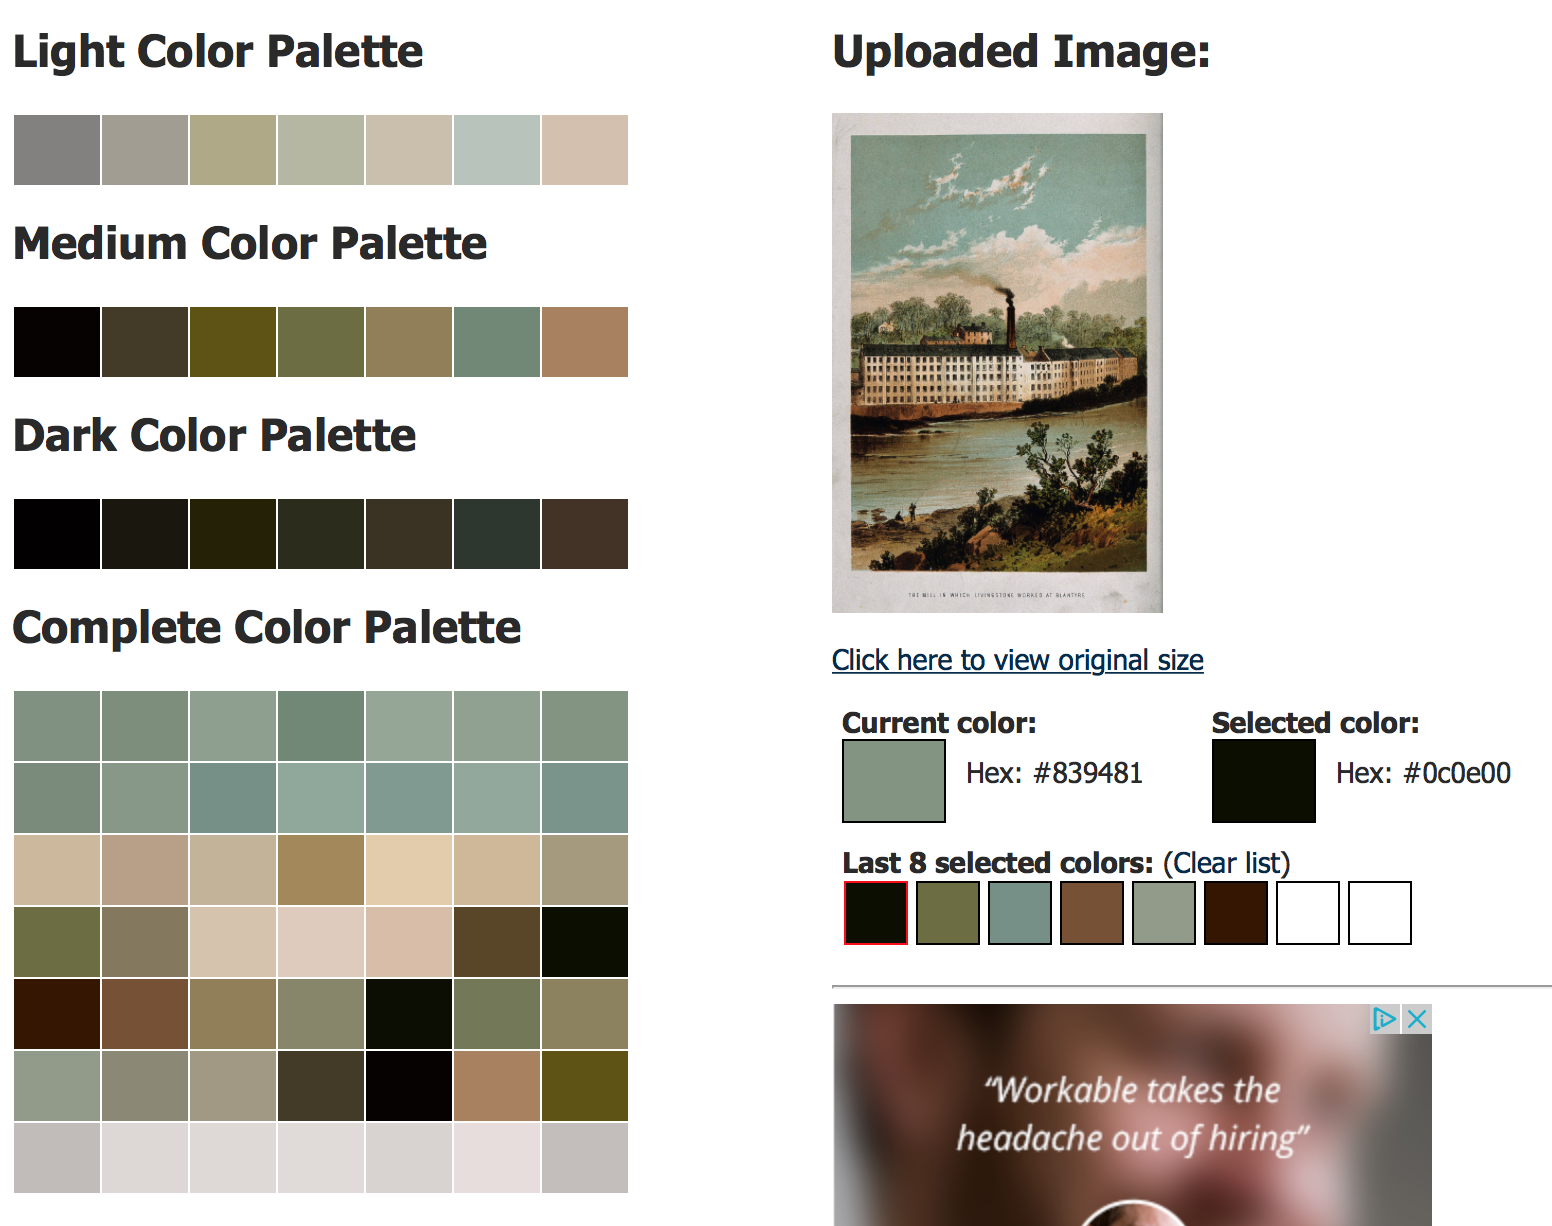 Light Color Palette
Medium Color Palette
Dark Color Palette
Complete Color Palette
Uploaded Image:
THE MILL IN WHICH LIVINGSTONE WORKED AT BLANTYRE
Click here to view original size
Current color:
Hex: #839481
Selected color:
Hex: #0c0e00
Last 8 selected colors: (Clear list)
“Workable takes the
headache out of hiring”